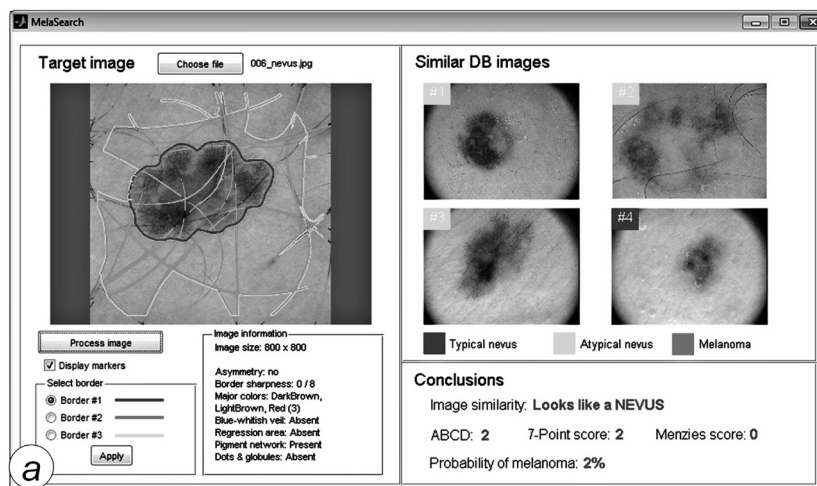 MelaSearch
Target image
Choose file
006_nevus.jpg
Process image
Display markers
Select border
Border #1
Border #2
Border #3
Apply
Image information
Image size: 800 x 800
Asymmetry: no
Border sharpness: 0 / 8
Major colors: DarkBrown,
LightBrown, Red (3)
Blue-whitish veil: Absent
Regression area: Absent
Pigment network: Present
Dots & globules: Absent
a
Similar DB images
#1
#2
#3
#4
Typical nevus
Atypical nevus
Melanoma
Conclusions
Image similarity: Looks like a NEVUS
ABCD: 2 7-Point score: 2 Menzies score: 0
Probability of melanoma: 2%